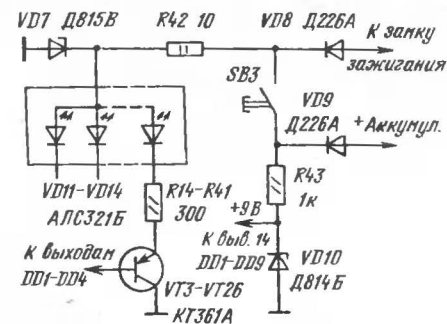 VD7 Д815В
R42 10
VD8 Д226А
К замку
зажигания
SB3
VD9
Д226А
+Аккумул.
VD11-VD14
АЛС321Б
R14-R41
300
R43
1к
+9В
К выв. 14
DD1-DD9
VD10
Д814Б
К выходам
DD1-DD4
VT3-VT26
КТ361А